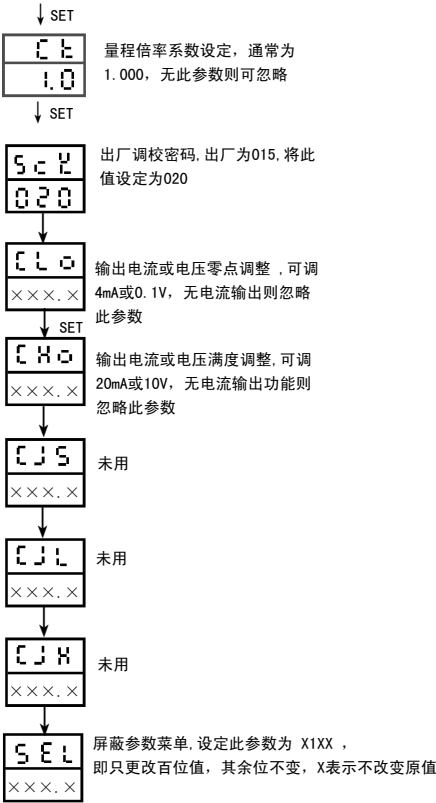 SET
Ct
1.0
量程倍率系数设定，通常为
1.000，无此参数则可忽略
SET
ScY
020
出厂调校密码,出厂为015,将此
值设定为020
CLo
×××.×
输出电流或电压零点调整 ,可调
4mA或0.1V，无电流输出则忽略
此参数
SET
CHo
×××.×
输出电流或电压满度调整,可调
20mA或10V，无电流输出功能则
忽略此参数
CJS
×××.×
未用
CJL
×××.×
未用
CJH
×××.×
未用
SEL
×××.×
屏蔽参数菜单,设定此参数为 X1XX ，
即只更改百位值，其余位不变，X表示不改变原值